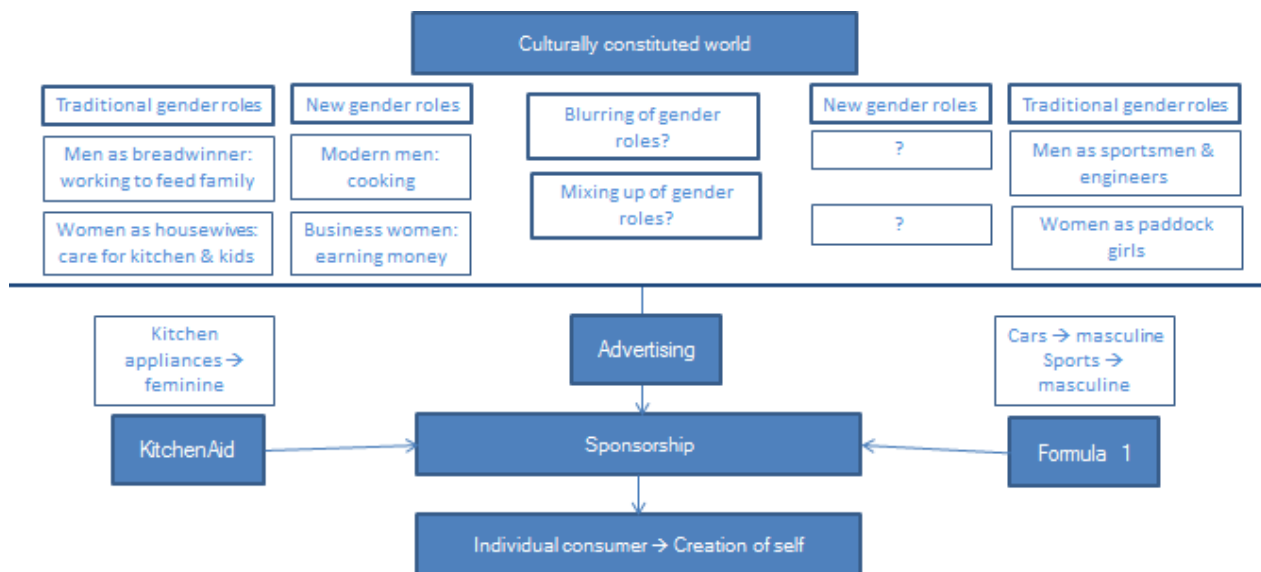 Culturally constituted world
Traditional gender roles
New gender roles
Blurring of gender
roles?
New gender roles
Traditional gender roles
Men as breadwinner:
working to feed family
Modern men:
cooking
?
Men as sportsmen &
engineers
Mixing up of gender
roles?
Women as housewives:
care for kitchen & kids
Business women:
earning money
?
Women as paddock
girls
Kitchen
appliances →
feminine
Advertising
Cars → masculine
Sports →
masculine
KitchenAid
Sponsorship
Formula 1
Individual consumer → Creation of self